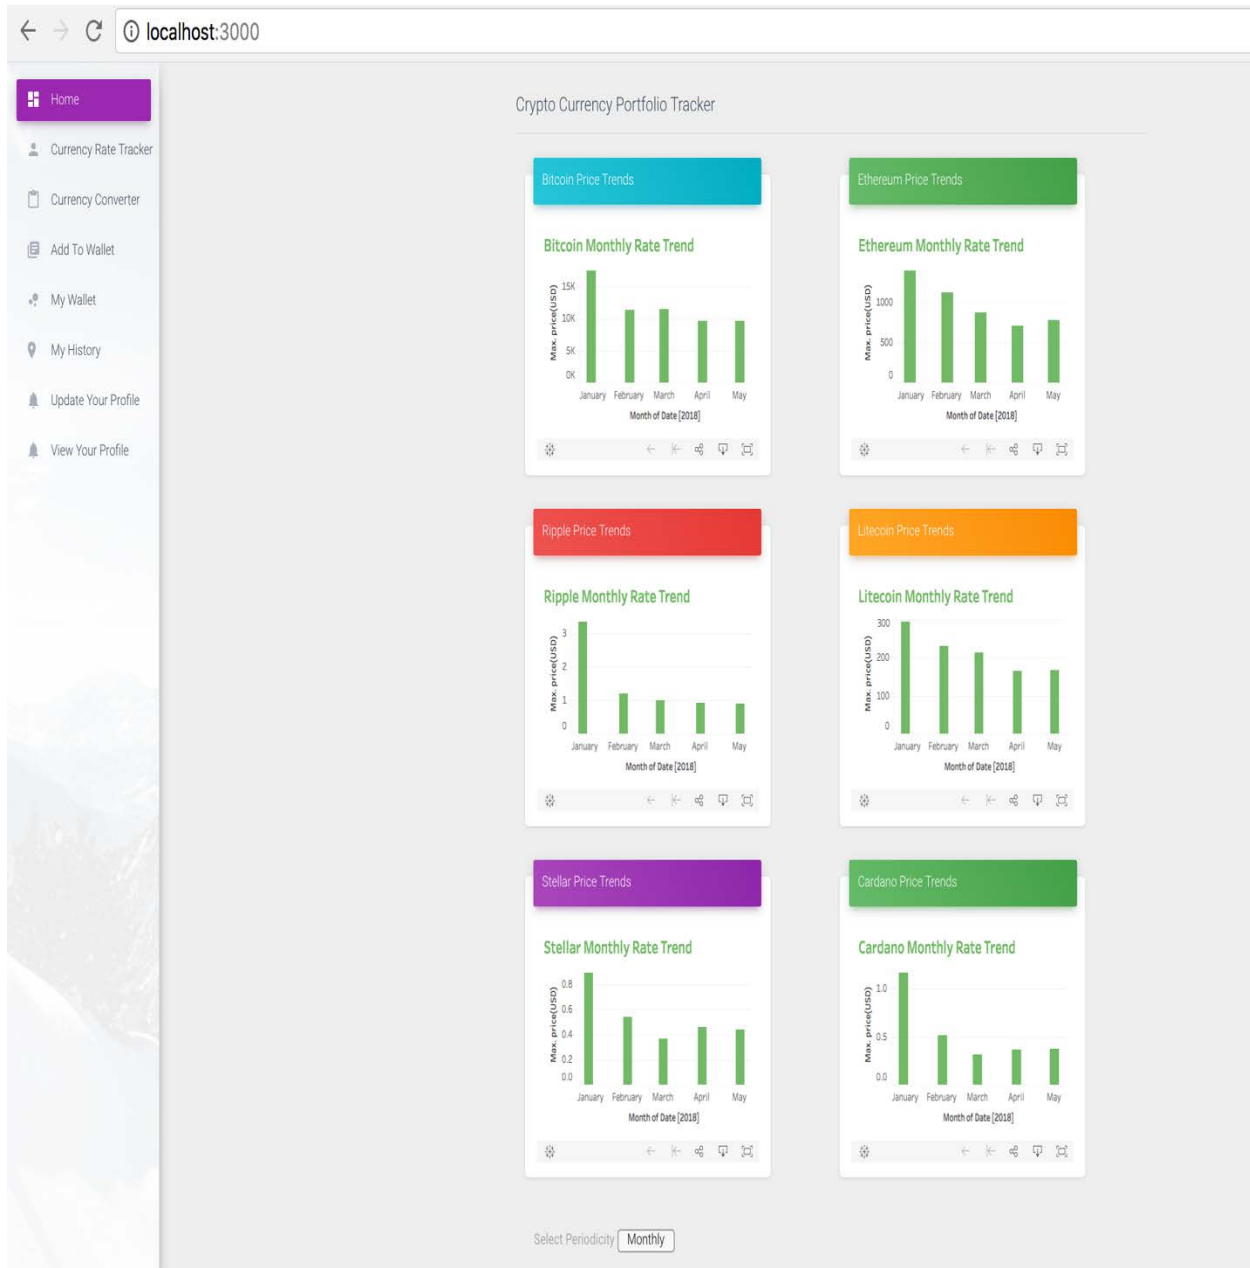 localhost:3000
Home
Currency Rate Tracker
Currency Converter
Add To Wallet
My Wallet
My History
Update Your Profile
View Your Profile
Crypto Currency Portfolio Tracker
Bitcoin Price Trends
Bitcoin Monthly Rate Trend
Max. price(USD)
15K
10K
5K
0K
January February March April May
Month of Date [2018]
Ethereum Price Trends
Ethereum Monthly Rate Trend
Max. price(USD)
1000
500
0
January February March April May
Month of Date [2018]
Ripple Price Trends
Ripple Monthly Rate Trend
Max. price(USD)
3
2
1
0
January February March April May
Month of Date [2018]
Litecoin Price Trends
Litecoin Monthly Rate Trend
Max. price(USD)
300
200
100
0
January February March April May
Month of Date [2018]
Stellar Price Trends
Stellar Monthly Rate Trend
Max. price(USD)
0.8
0.6
0.4
0.2
0.0
January February March April May
Month of Date [2018]
Cardano Price Trends
Cardano Monthly Rate Trend
Max. price(USD)
1.0
0.5
0.0
January February March April May
Month of Date [2018]
Select Periodicity Monthly